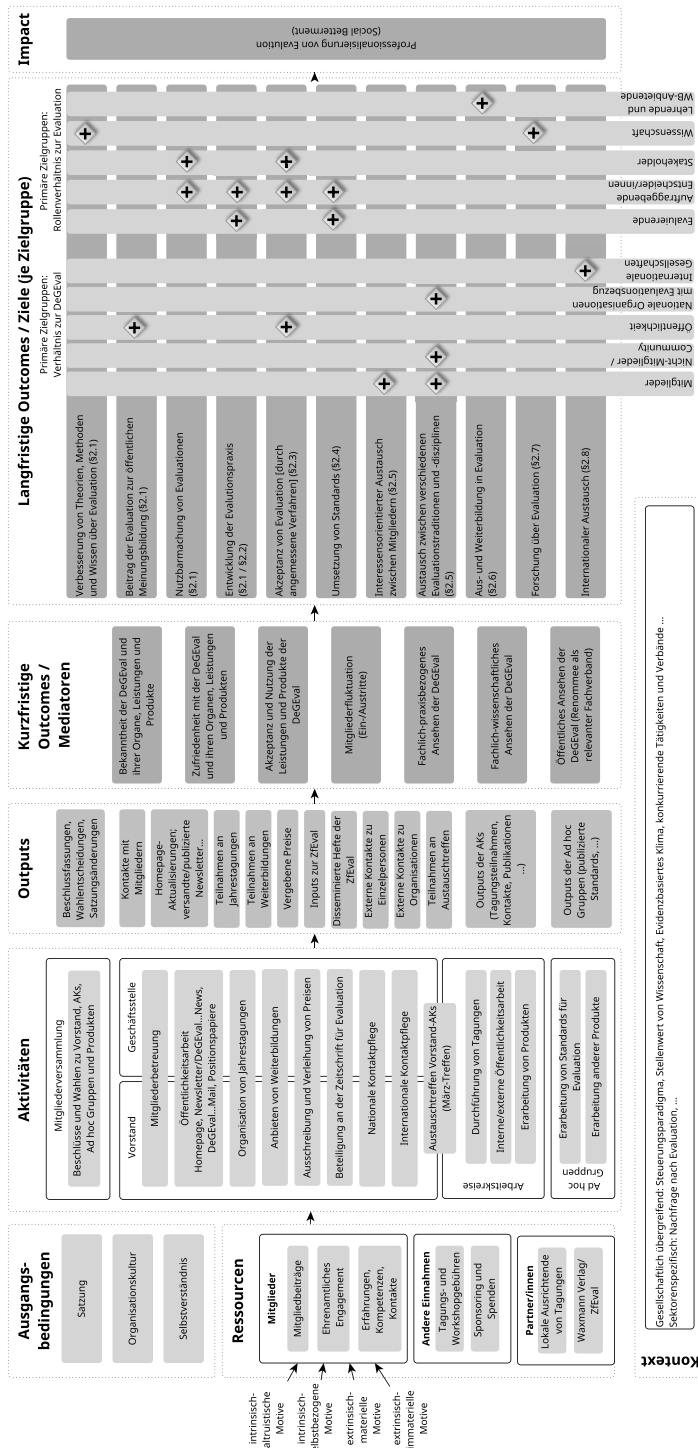 Ausgangs-
bedingungen
Satzung
Organisationskultur
Selbstverständnis
Ressourcen
Mitglieder
Mitgliedbeiträge
Ehrenamtliches
Engagement
Erfahrungen,
Kompetenzen,
Kontakte
Andere Einnahmen
Tagungs- und
Workshopgebühren
Sponsoring und
Spenden
Partner/innen
Lokale Ausrichtende
von Tagungen
Waxmann Verlag/
ZfEval
intrinsisch-
altruistische
Motive
intrinsisch-
selbstbezogene
Motive
extrinsisch-
materielle
Motive
extrinsisch-
immaterielle
Motive
Aktivitäten
Mitgliederversammlung
Beschlüsse und Wahlen zu Vorstand, AKs,
Ad hoc Gruppen und Produkten
Vorstand
Geschäftsstelle
Mitgliederbetreuung
Öffentlichkeitsarbeit
Homepage, Newsletter/DeGEval...News,
DeGEval...Mail, Positionspapiere
Organisation von Jahrestagungen
Anbieten von Weiterbildungen
Ausschreibung und Verleihung von Preisen
Beteiligung an der Zeitschrift für Evaluation
Nationale Kontaktpflege
Internationale Kontaktpflege
Austauschtreffen Vorstand-AKs
(März-Treffen)
Arbeitskreise
Durchführung von Tagungen
Interne/externe Öffentlichkeitsarbeit
Erarbeitung von Produkten
Ad hoc
Gruppen
Erarbeitung von Standards für
Evaluation
Erarbeitung anderer Produkte
Outputs
Beschlussfassungen,
Wahlentscheidungen,
Satzungsänderungen
Kontakte mit
Mitgliedern
Homepage-
Aktualisierungen;
versandte/publizierte
Newsletter...
Teilnahmen an
Jahrestagungen
Teilnahmen an
Weiterbildungen
Vergebene Preise
Inputs zur ZfEval
Disseminierte Hefte der
ZfEval
Externe Kontakte zu
Einzelpersonen
Externe Kontakte zu
Organisationen
Teilnahmen an
Austauschtreffen
Outputs der AKs
(Tagungsteilnahmen,
Kontakte, Publikationen
...)
Outputs der Ad hoc
Gruppen (publizierte
Standards, ...)
Kurzfristige
Outcomes /
Mediatoren
Bekanntheit der DeGEval und
ihrer Organe, Leistungen und
Produkte
Zufriedenheit mit der DeGEval
und ihren Organen, Leistungen
und Produkten
Akzeptanz und Nutzung der
Leistungen und Produkte der
DeGEval
Mitgliederfluktuation
(Ein-/Austritte)
Fachlich-praxisbezogenes
Ansehen der DeGEval
Fachlich-wissenschaftliches
Ansehen der DeGEval
Öffentliches Ansehen der
DeGEval (Renommee als
relevanter Fachverband)
Langfristige Outcomes / Ziele (je Zielgruppe)
Primäre Zielgruppen:
Verhältnis zur DeGEval
Primäre Zielgruppen:
Rollenverhältnis zur Evaluation
Verbesserung von Theorien, Methoden
und Wissen über Evaluation (§2.1)
Beitrag der Evaluation zur öffentlichen
Meinungsbildung (§2.1)
Nutzbarmachung von Evaluationen
(§2.1)
Entwicklung der Evalutionspraxis
(§2.1 / §2.2)
Akzeptanz von Evaluation [durch
angemessene Verfahren] (§2.3)
Umsetzung von Standards (§2.4)
Interessensorientierter Austausch
zwischen Mitgliedern (§2.5)
Austausch zwischen verschiedenen
Evaluationstraditionen und -disziplinen
(§2.5)
Aus- und Weiterbildung in Evaluation
(§2.6)
Forschung über Evaluation (§2.7)
Internationaler Austausch (§2.8)
Mitglieder
Nicht-Mitglieder /
Community
Öffentlichkeit
Nationale Organisationen
mit Evaluationsbezug
Internationale
Gesellschaften
Evaluierende
Auftraggebende
Entscheider/innen
Stakeholder
Wissenschaft
Lehrende und
WB-Anbietende
Impact
Professionalisierung von Evaluation
(Social Betterment)
Kontext
Gesellschaftlich übergreifend: Steuerungsparadigma, Stellenwert von Wissenschaft, Evidenzbasiertes Klima, konkurrierende Tätigkeiten und Verbände ...
Sektorenspezifisch: Nachfrage nach Evaluation, ...